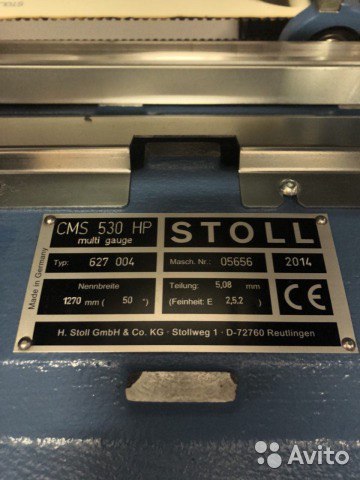 CMS 530 HP
multi gauge
STOLL
Typ: 627 004
Masch. Nr.: 05656
2014
Nennbreite
1270 mm ( 50 °)
Teilung: 5,08 mm
(Feinheit: E 2,5.2 )
CE
H. Stoll GmbH & Co. KG · Stollweg 1 · D-72760 Reutlingen
Made in Germany
Avito